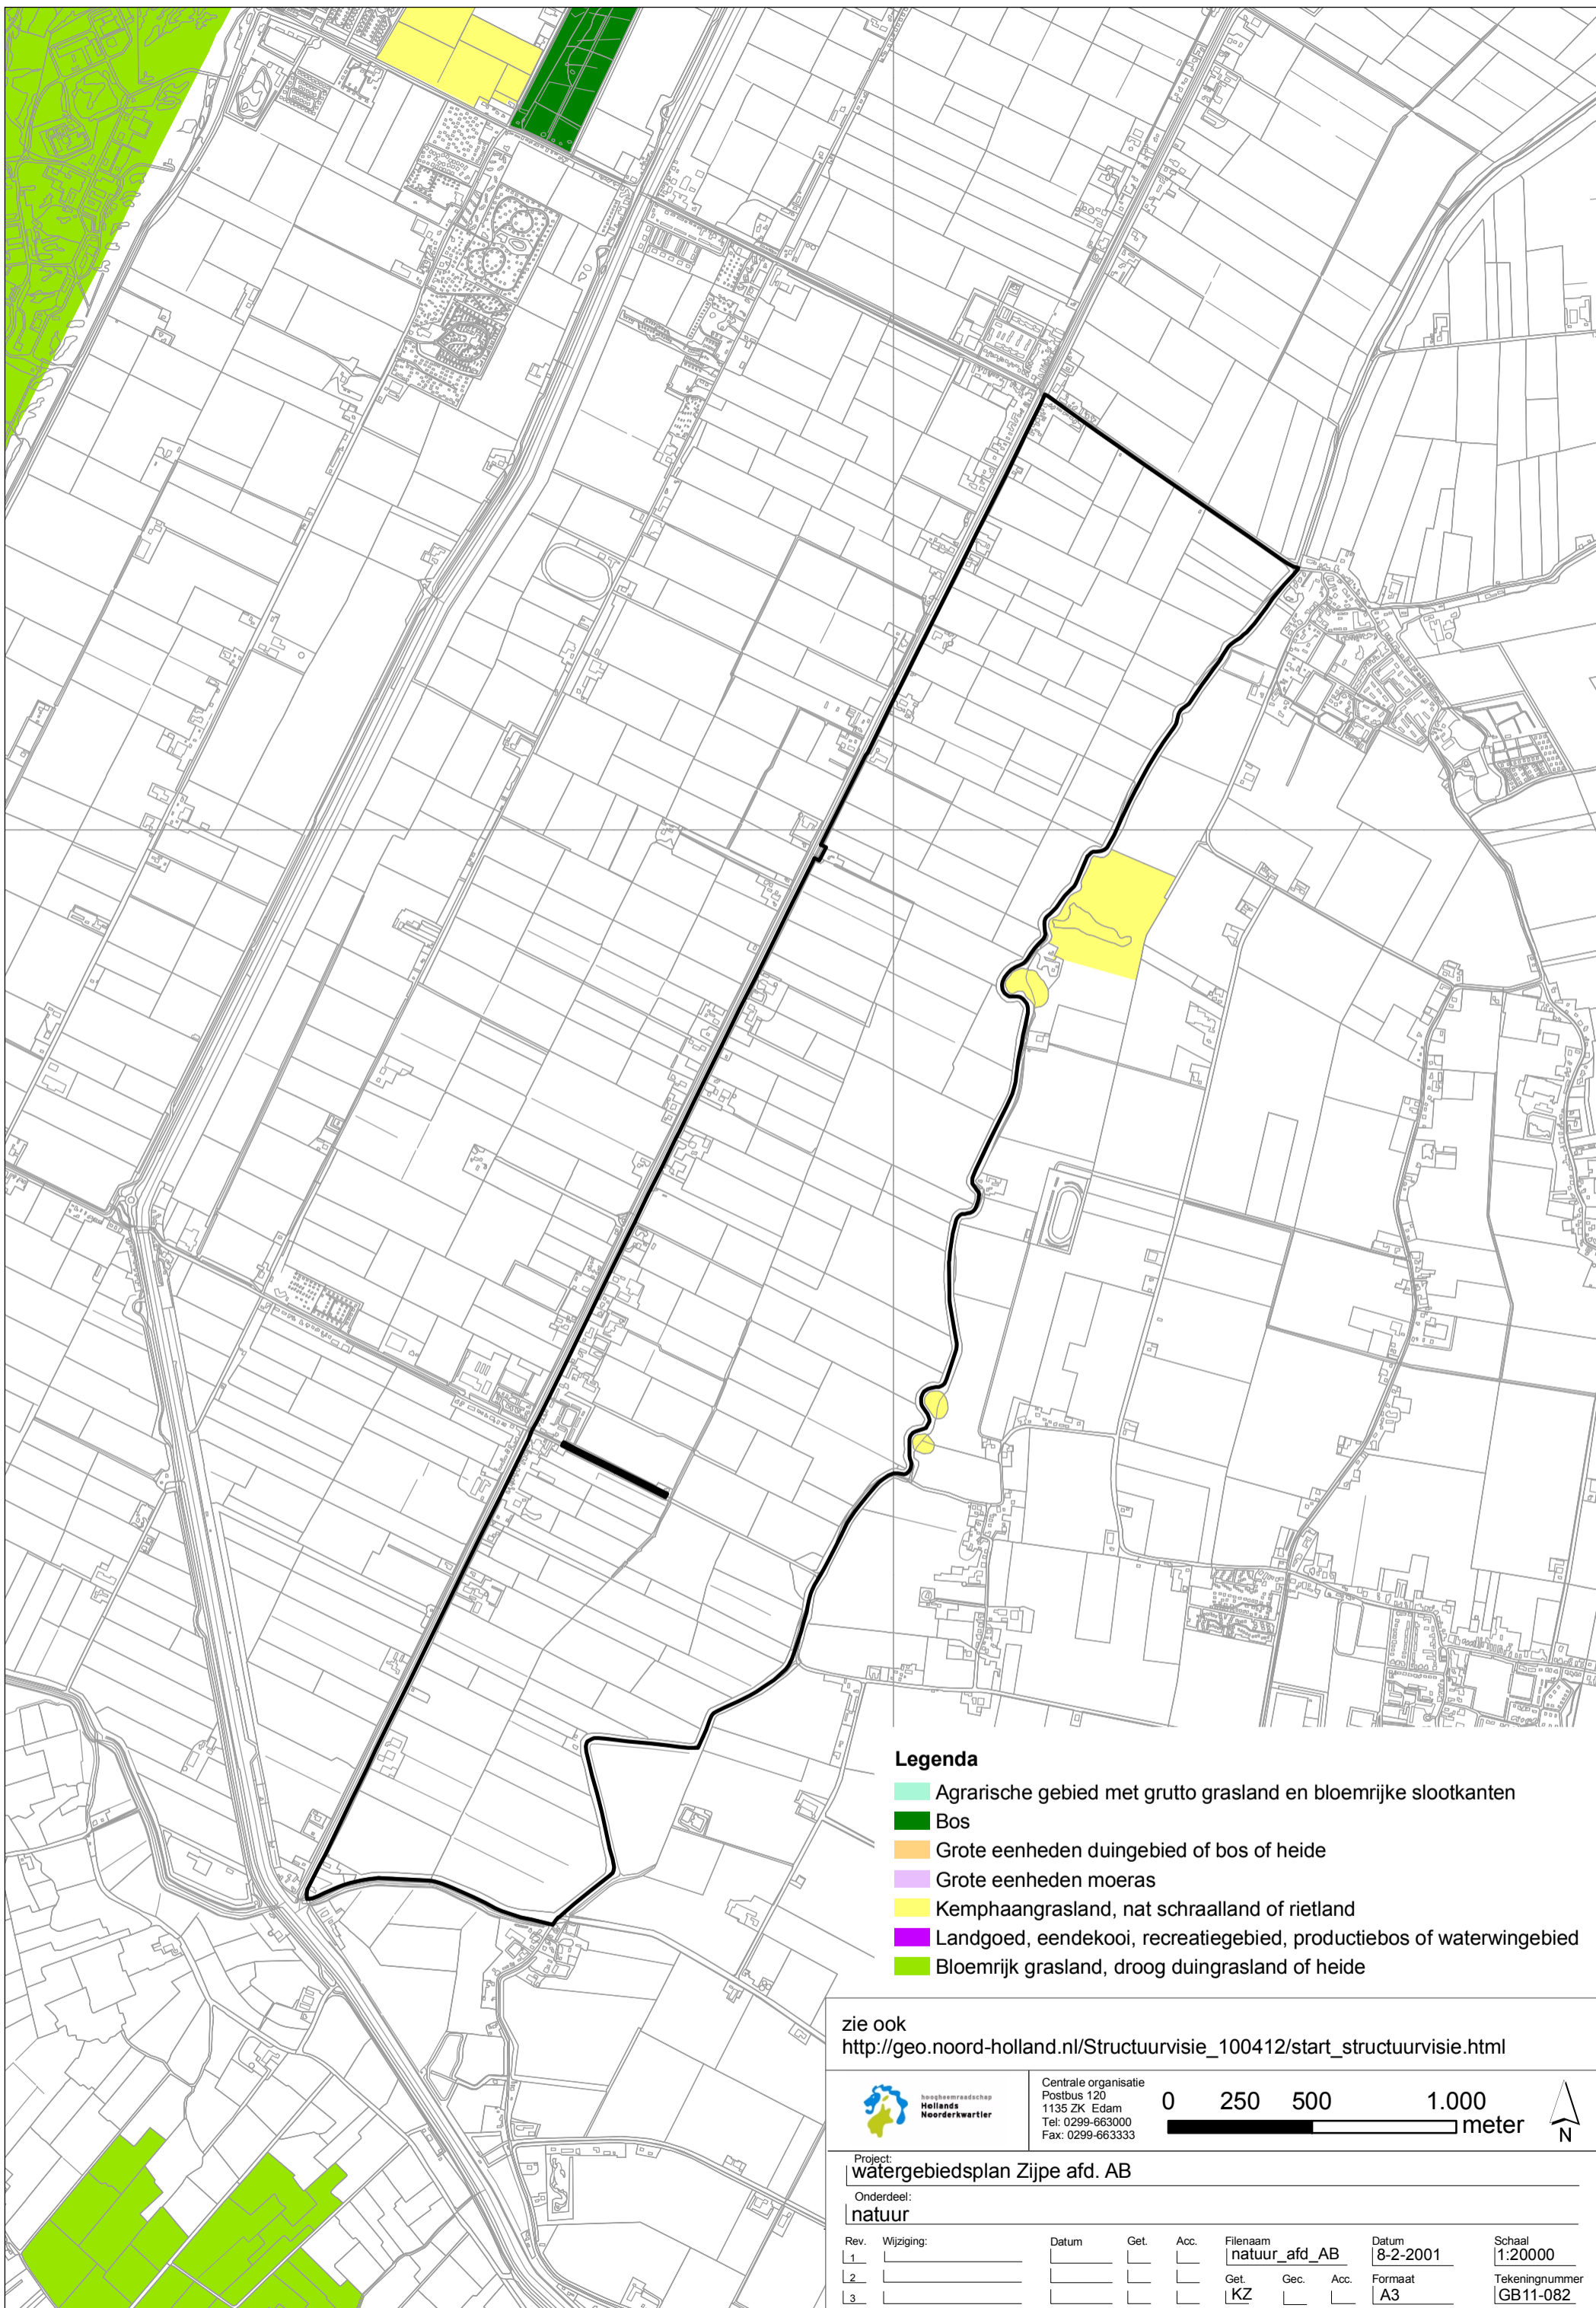 Legenda
Agrarische gebied met grutto grasland en bloemrijke slootkanten
Bos
Grote eenheden duingebied of bos of heide
Grote eenheden moeras
Kemphaangrasland, nat schraalland of rietland
Landgoed, eendekooi, recreatiegebied, productiebos of waterwingebied
Bloemrijk grasland, droog duingrasland of heide
zie ook
http://geo.noord-holland.nl/Structuurvisie_100412/start_structuurvisie.html
hoogheemraadschap
Hollands
Noorderkwartier
Centrale organisatie
Postbus 120
1135 ZK Edam
Tel: 0299-663000
Fax: 0299-663333
0 250 500 1.000
meter
N
Project:
watergebiedsplan Zijpe afd. AB
Onderdeel:
natuur
Rev. Wijziging: Datum Get. Acc. Filenaam Datum Schaal
1 natuur_afd_AB 8-2-2001 1:20000
2 Get. Gec. Acc. Formaat Tekeningnummer
3 KZ A3 GB11-082